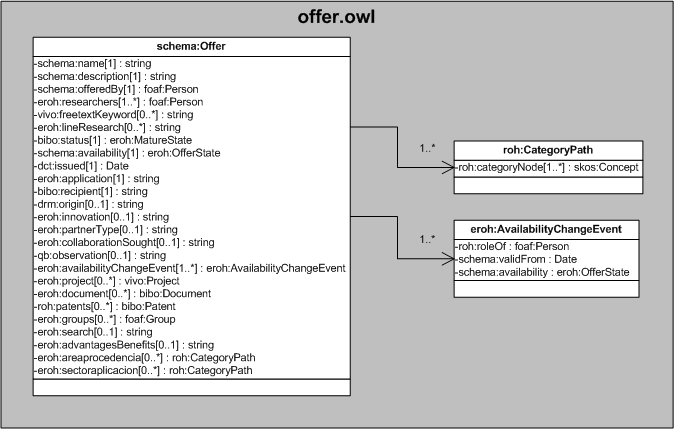 offer.owl
schema:Offer
-schema:name[1] : string
-schema:description[1] : string
-schema:offeredBy[1] : foaf:Person
-eroh:researchers[1..*] : foaf:Person
-vivo:freetextKeyword[0..*] : string
-eroh:lineResearch[0..*] : string
-bibo:status[1] : eroh:MatureState
-schema:availability[1] : eroh:OfferState
-dct:issued[1] : Date
-eroh:application[1] : string
-bibo:recipient[1] : string
-drm:origin[0..1] : string
-eroh:innovation[0..1] : string
-eroh:partnerType[0..1] : string
-eroh:collaborationSought[0..1] : string
-qb:observation[0..1] : string
-eroh:availabilityChangeEvent[1..*] : eroh:AvailabilityChangeEvent
-eroh:project[0..*] : vivo:Project
-eroh:document[0..*] : bibo:Document
-roh:patents[0..*] : bibo:Patent
-eroh:groups[0..*] : foaf:Group
-eroh:search[0..1] : string
-eroh:advantagesBenefits[0..1] : string
-eroh:areaprocedencia[0..*] : roh:CategoryPath
-eroh:sectoraplicacion[0..*] : roh:CategoryPath
1..*
roh:CategoryPath
-roh:categoryNode[1..*] : skos:Concept
1..*
eroh:AvailabilityChangeEvent
-roh:roleOf : foaf:Person
-schema:validFrom : Date
-schema:availability : eroh:OfferState